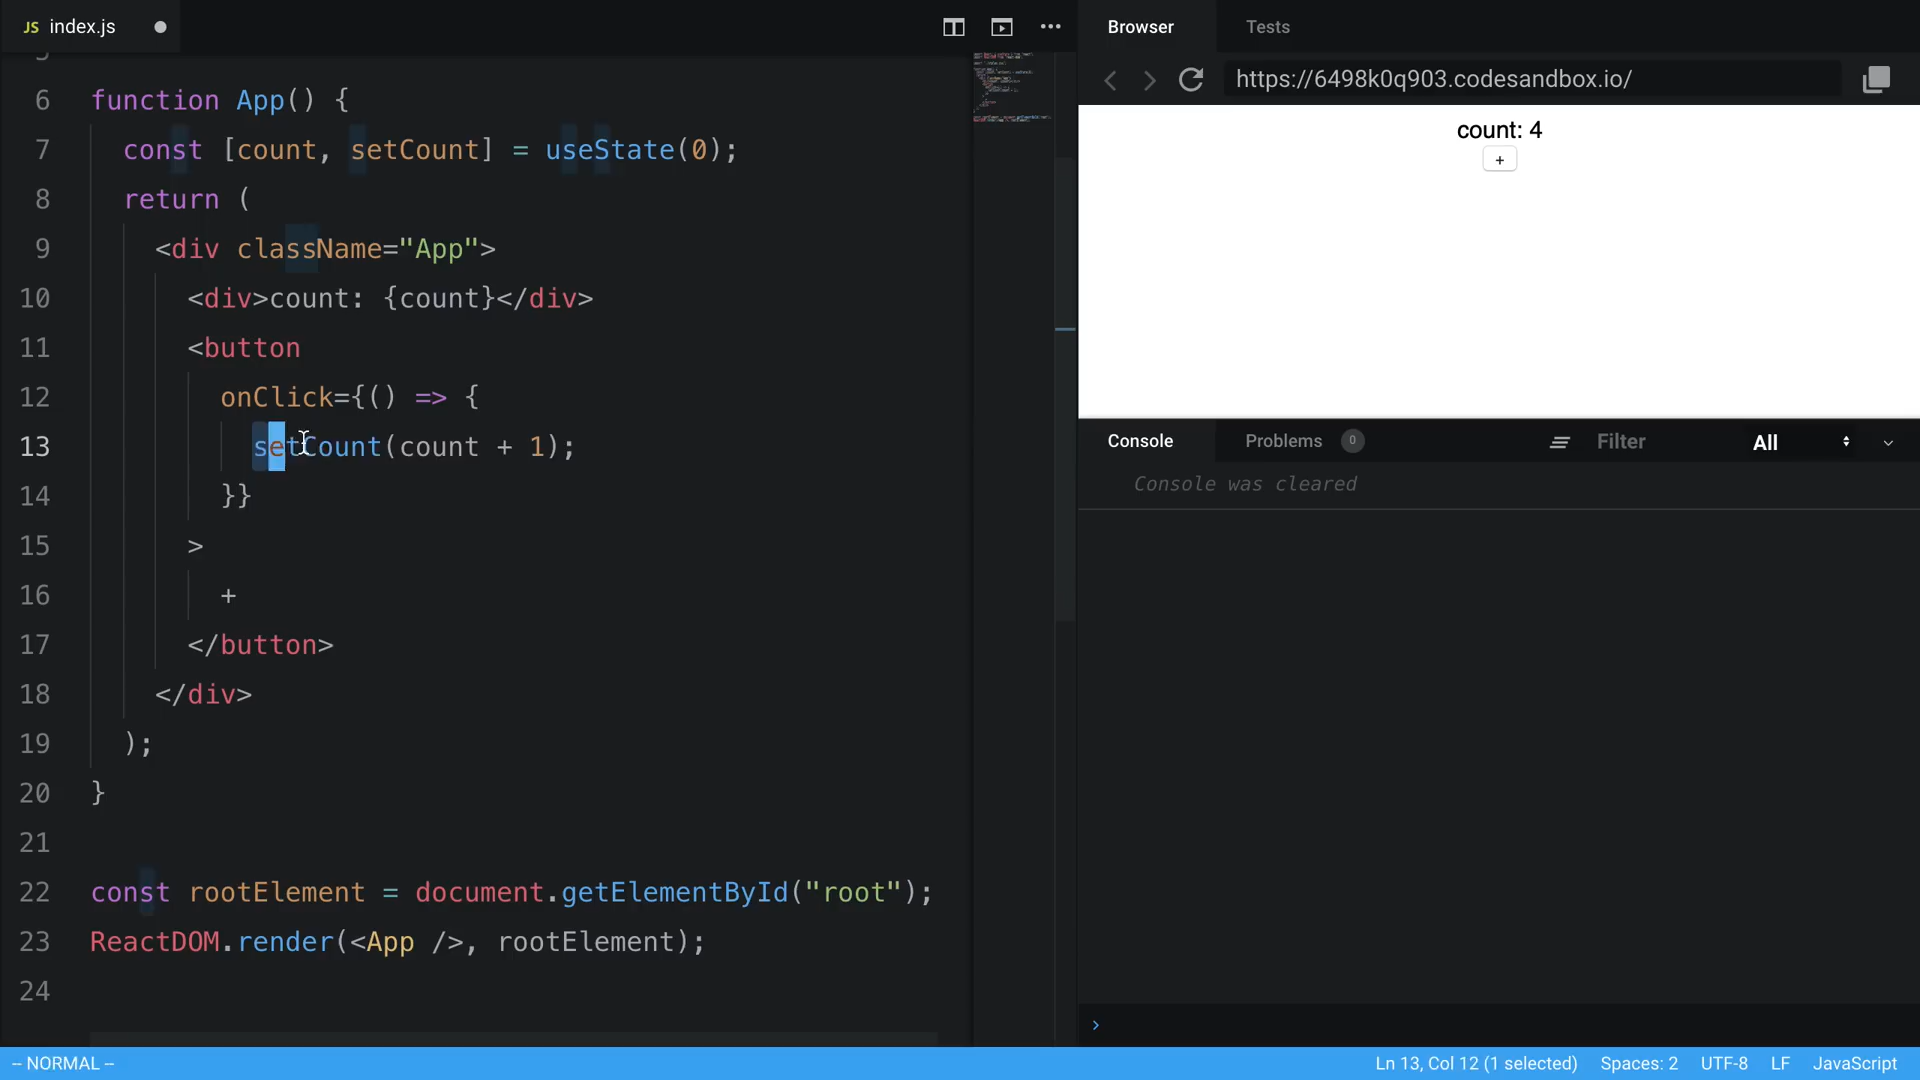 JS index.js
Browser
Tests
https://6498k0q903.codesandbox.io/
6 function App() {
7 const [count, setCount] = useState(0);
8 return (
9 <div className="App">
10 <div>count: {count}</div>
11 <button
12 onClick={() => {
13 setCount(count + 1);
14 }}
15 >
16 +
17 </button>
18 </div>
19 );
20 }
21
22 const rootElement = document.getElementById("root");
23 ReactDOM.render(<App />, rootElement);
24
count: 4
+
Console
Problems 0
Filter
All
Console was cleared
›
-- NORMAL --
Ln 13, Col 12 (1 selected)
Spaces: 2
UTF-8
LF
JavaScript